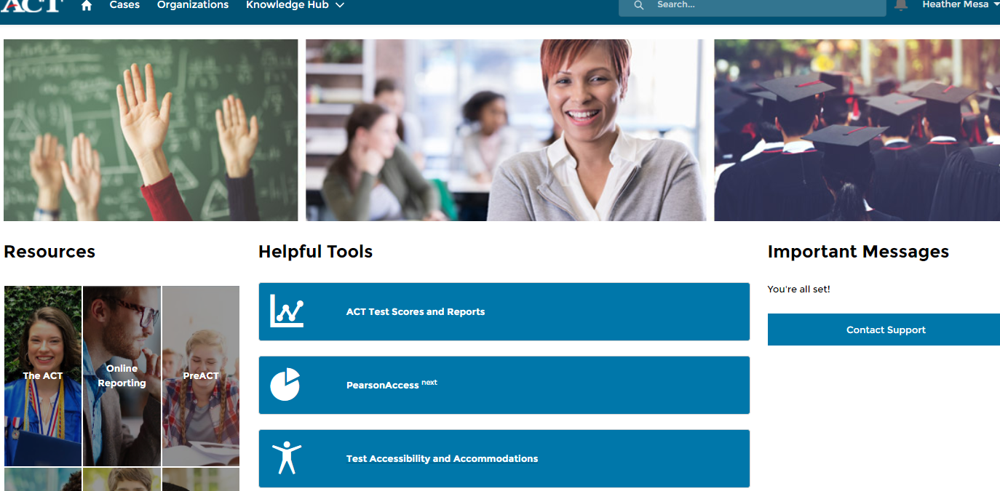 ACT
Cases
Organizations
Knowledge Hub
Search...
Heather Mesa
Resources
Helpful Tools
Important Messages
The ACT
Online
Reporting
PreACT
ACT Test Scores and Reports
PearsonAccess next
Test Accessibility and Accommodations
You're all set!
Contact Support